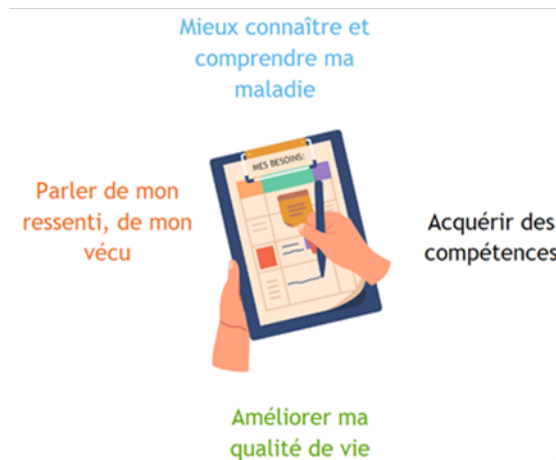 Mieux connaître et
comprendre ma
maladie
MES BESOINS:
Parler de mon
ressenti, de mon
vécu
Acquérir des
compétences
Améliorer ma
qualité de vie